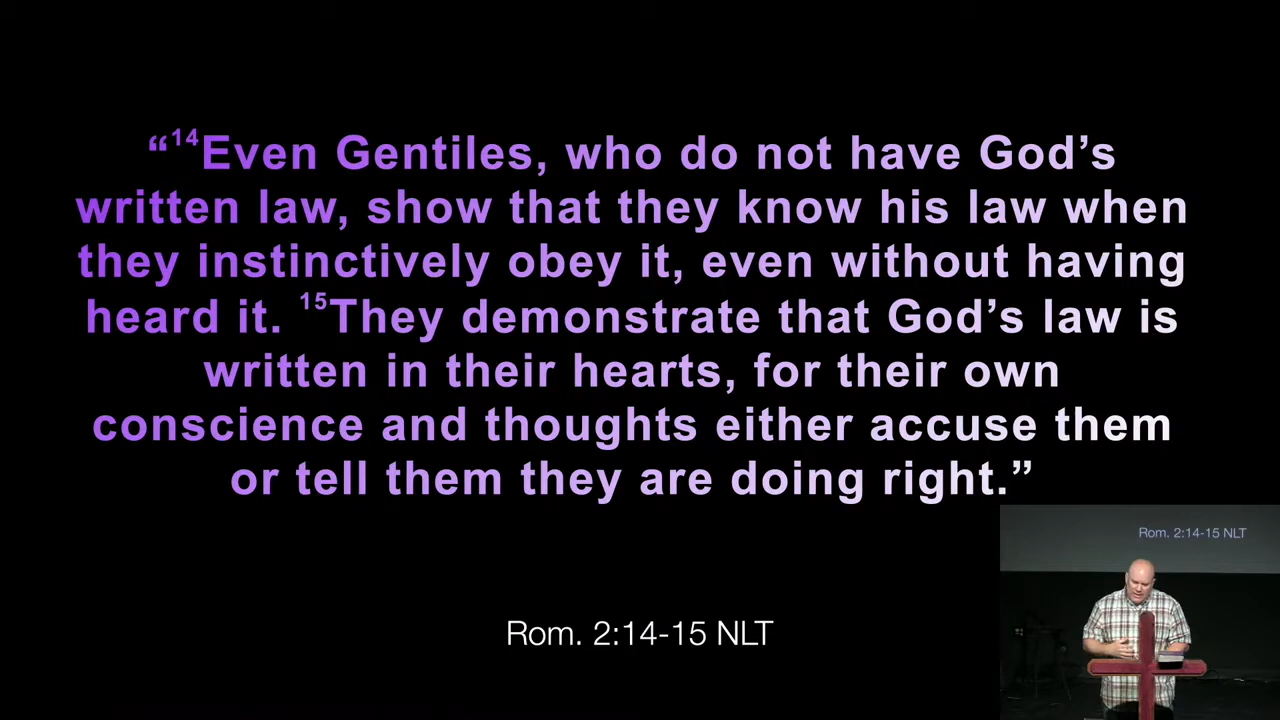 “¹⁴Even Gentiles, who do not have God’s
written law, show that they know his law when
they instinctively obey it, even without having
heard it. ¹⁵They demonstrate that God’s law is
written in their hearts, for their own
conscience and thoughts either accuse them
or tell them they are doing right.”
Rom. 2:14-15 NLT
Rom. 2:14-15 NLT